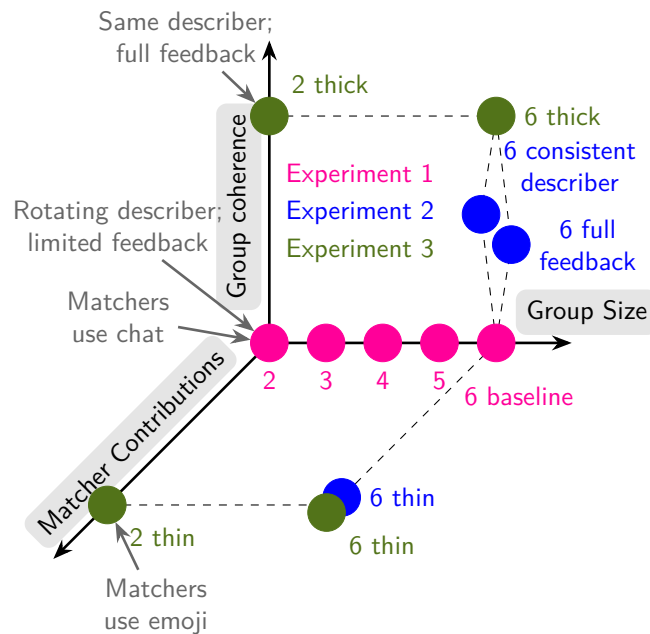 Same describer;
full feedback
2 thick
6 thick
6 consistent
describer
Experiment 1
Experiment 2
Experiment 3
Group coherence
Rotating describer;
limited feedback
6 full
feedback
Matchers
use chat
Group Size
2
3
4
5
6 baseline
Matcher Contributions
6 thin
2 thin
6 thin
Matchers
use emoji